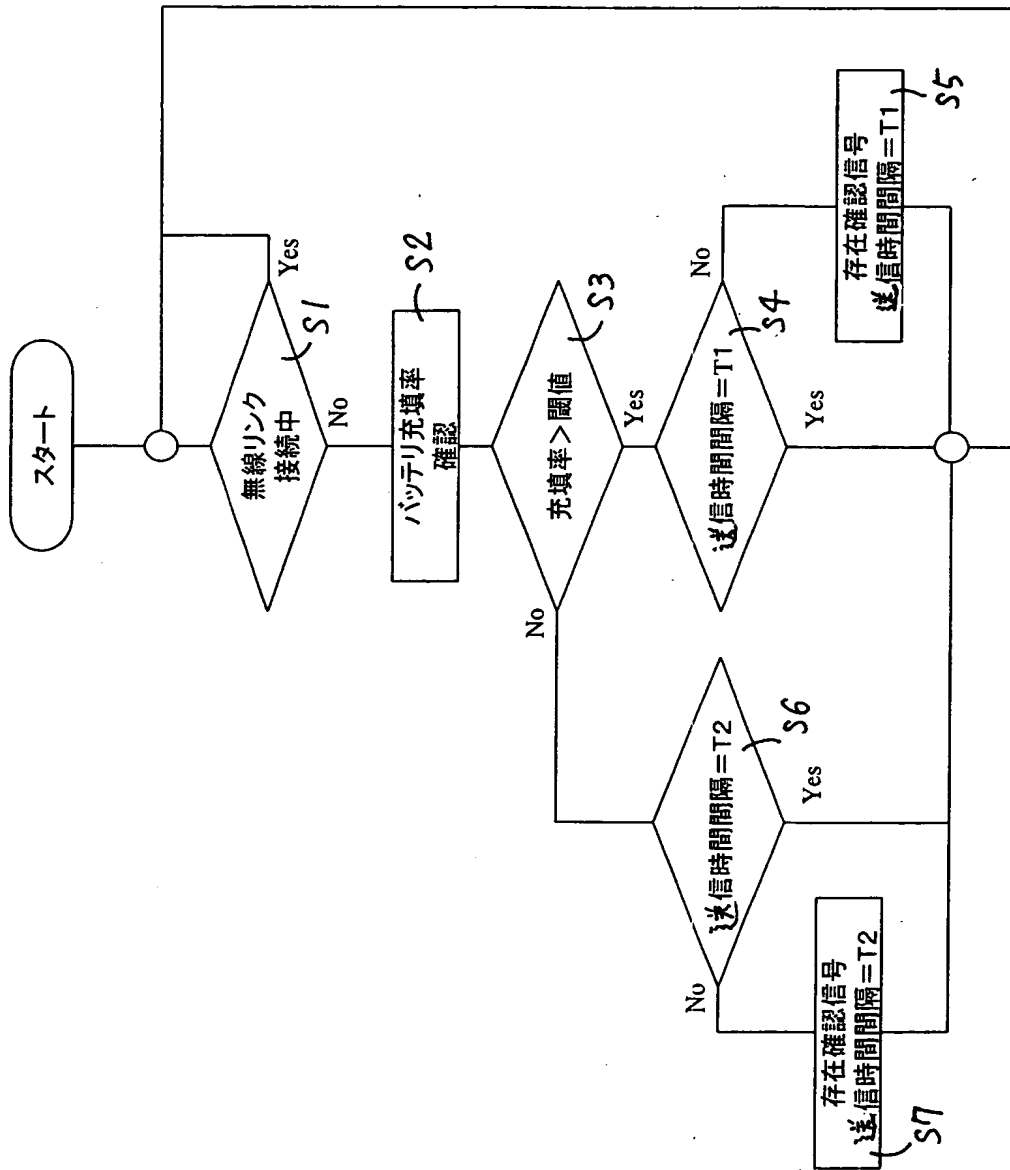 スタート
無線リンク
接続中
S1
Yes
No
バッテリ充填率
確認
S2
充填率>閾値
S3
No
Yes
送信時間間隔=T2
S6
No
Yes
送信時間間隔=T1
S4
No
Yes
存在確認信号
送信時間間隔=T2
S7
存在確認信号
送信時間間隔=T1
S5